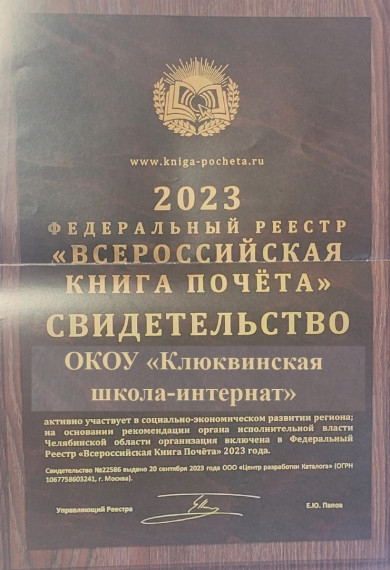 www.kniga-pocheta.ru
2023
ФЕДЕРАЛЬНЫЙ РЕЕСТР
«ВСЕРОССИЙСКАЯ
КНИГА ПОЧЁТА»
СВИДЕТЕЛЬСТВО
ОКОУ «Клюквинская
школа-интернат»
активно участвует в социально-экономическом развитии региона;
на основании рекомендации органа исполнительной власти
Челябинской области организация включена в Федеральный
Реестр «Всероссийская Книга Почёта» 2023 года.
Свидетельство №22586 выдано 20 сентября 2023 года ООО «Центр разработки Каталога» (ОГРН
1067758603241, г. Москва).
Управляющий Реестра
Е.Ю. Папов